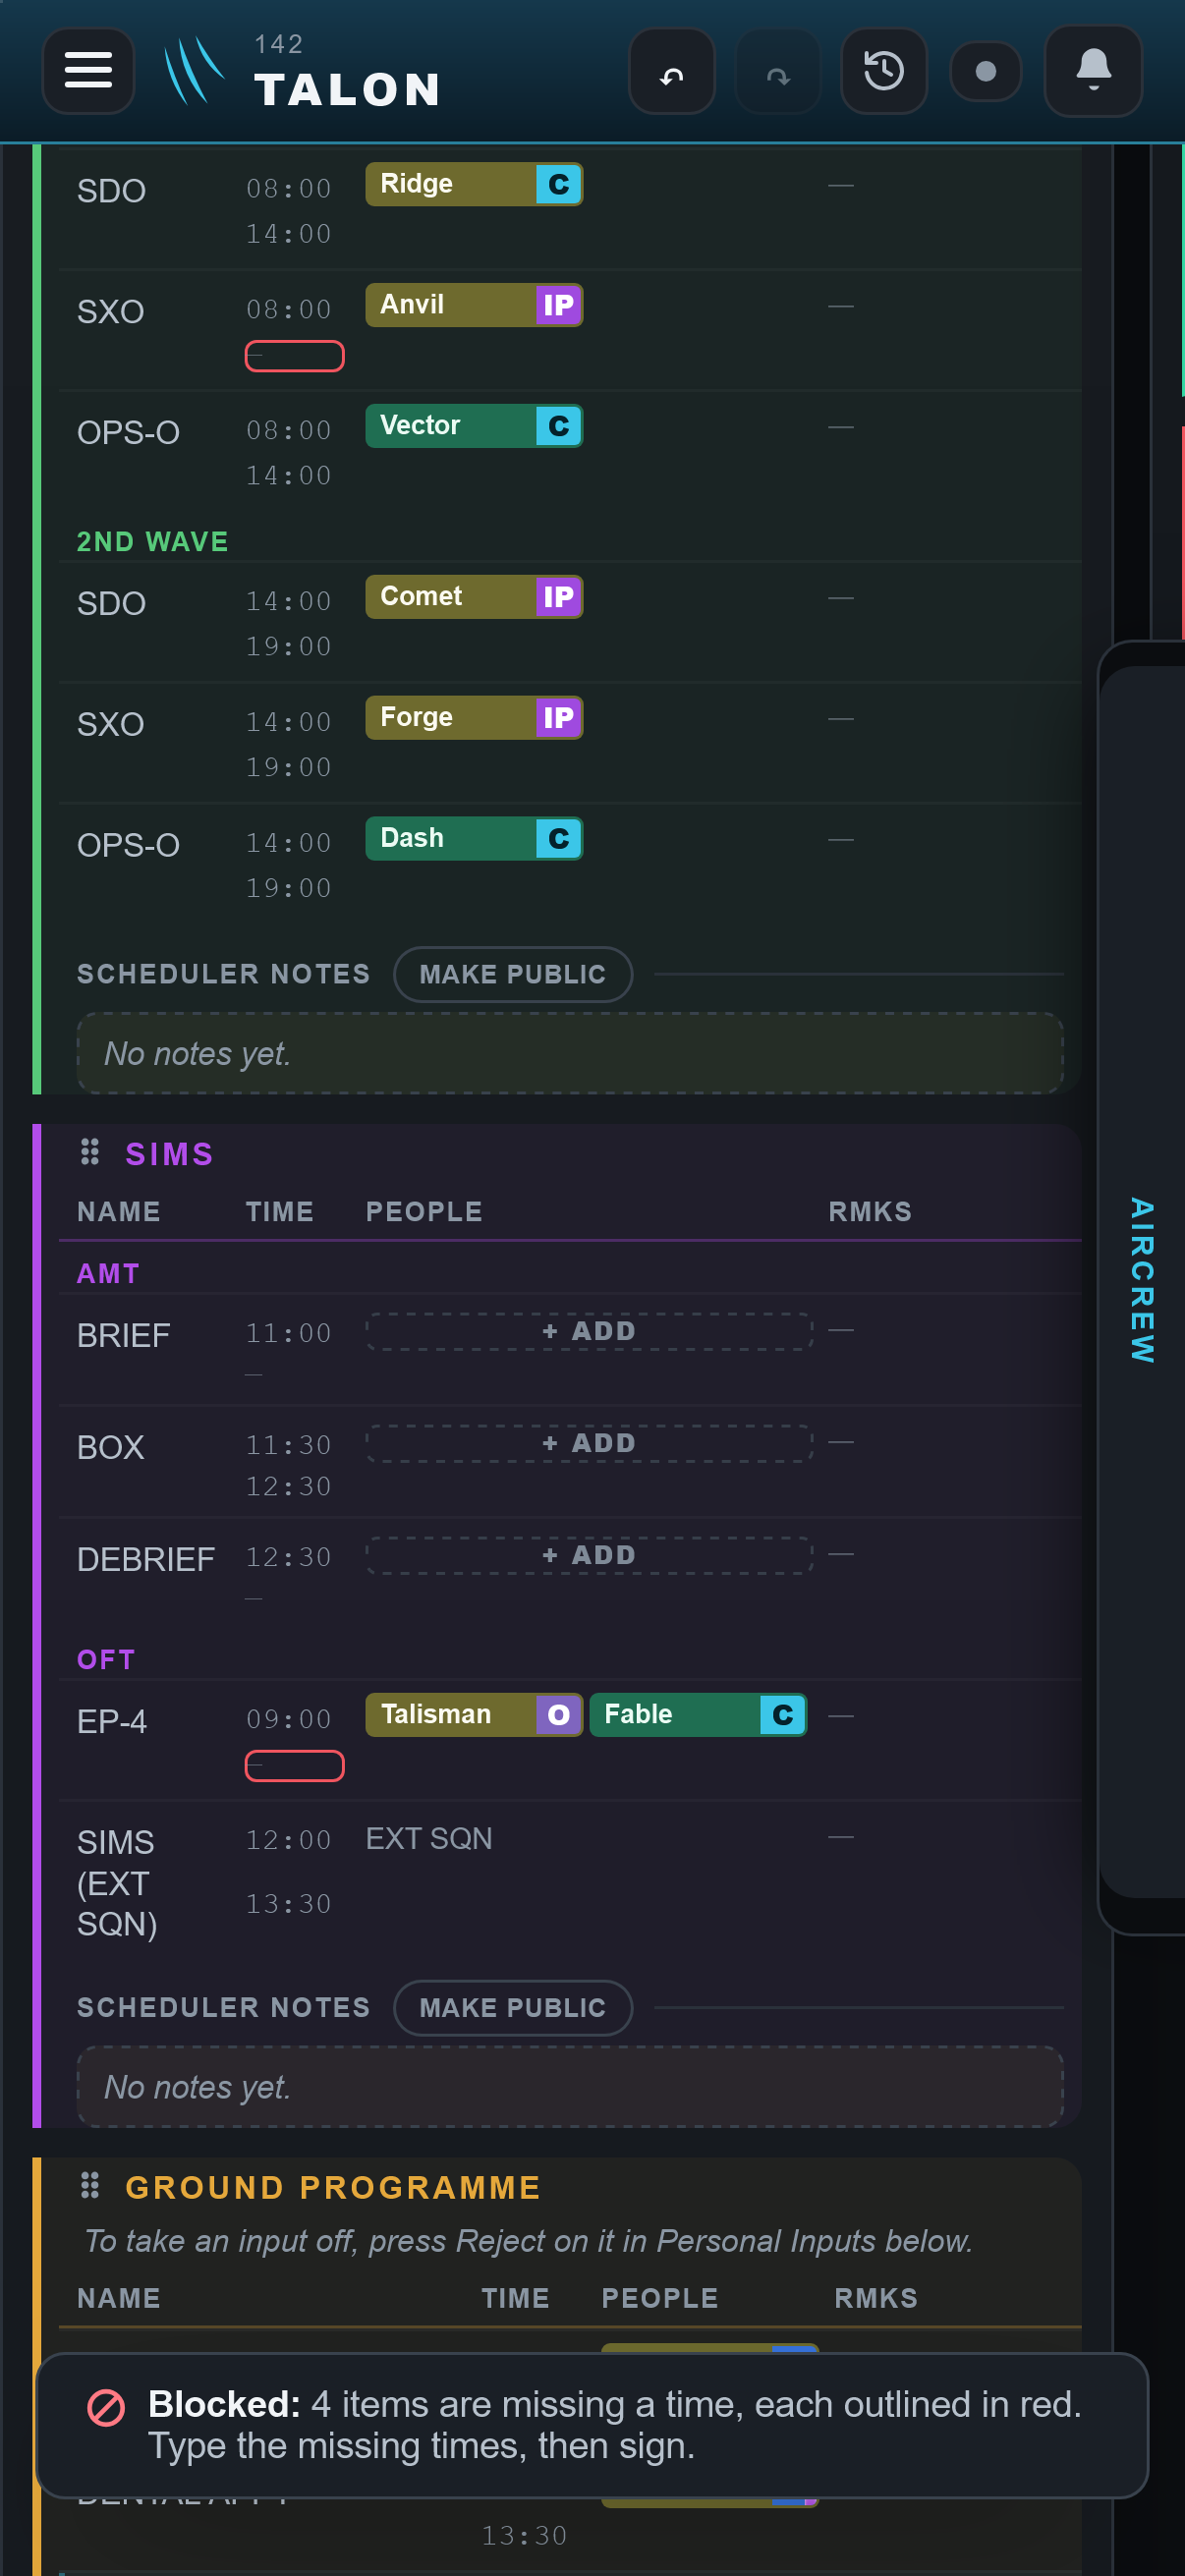 142
TALON
SDO 08:00 Ridge C —
14:00
SXO 08:00 Anvil IP —
—
OPS-O 08:00 Vector C —
14:00
2ND WAVE
SDO 14:00 Comet IP —
19:00
SXO 14:00 Forge IP —
19:00
OPS-O 14:00 Dash C —
19:00
SCHEDULER NOTES MAKE PUBLIC
No notes yet.
SIMS
NAME TIME PEOPLE RMKS
AMT
BRIEF 11:00 + ADD —
—
BOX 11:30 + ADD —
12:30
DEBRIEF 12:30 + ADD —
—
OFT
EP-4 09:00 Talisman O Fable C —
—
SIMS 12:00 EXT SQN —
(EXT
SQN) 13:30
SCHEDULER NOTES MAKE PUBLIC
No notes yet.
GROUND PROGRAMME
To take an input off, press Reject on it in Personal Inputs below.
NAME TIME PEOPLE RMKS
Blocked: 4 items are missing a time, each outlined in red.
Type the missing times, then sign.
13:30
AIRCREW